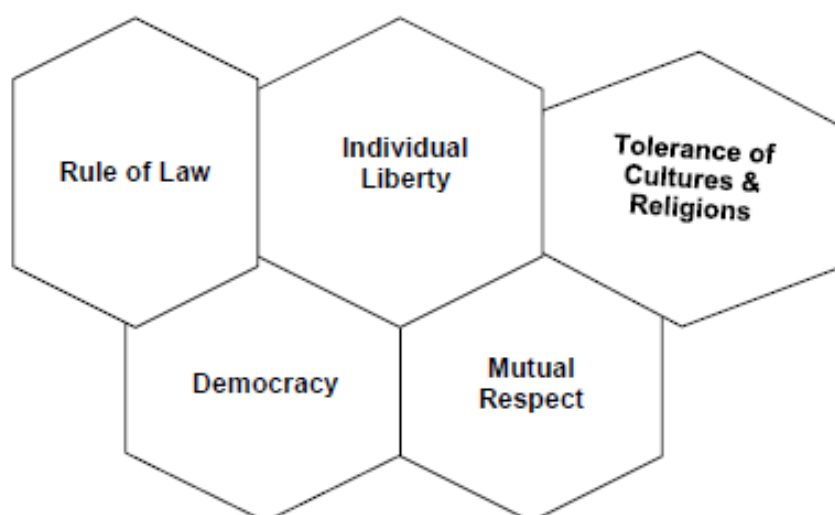 Rule of Law
Individual
Liberty
Tolerance of
Cultures &
Religions
Democracy
Mutual
Respect